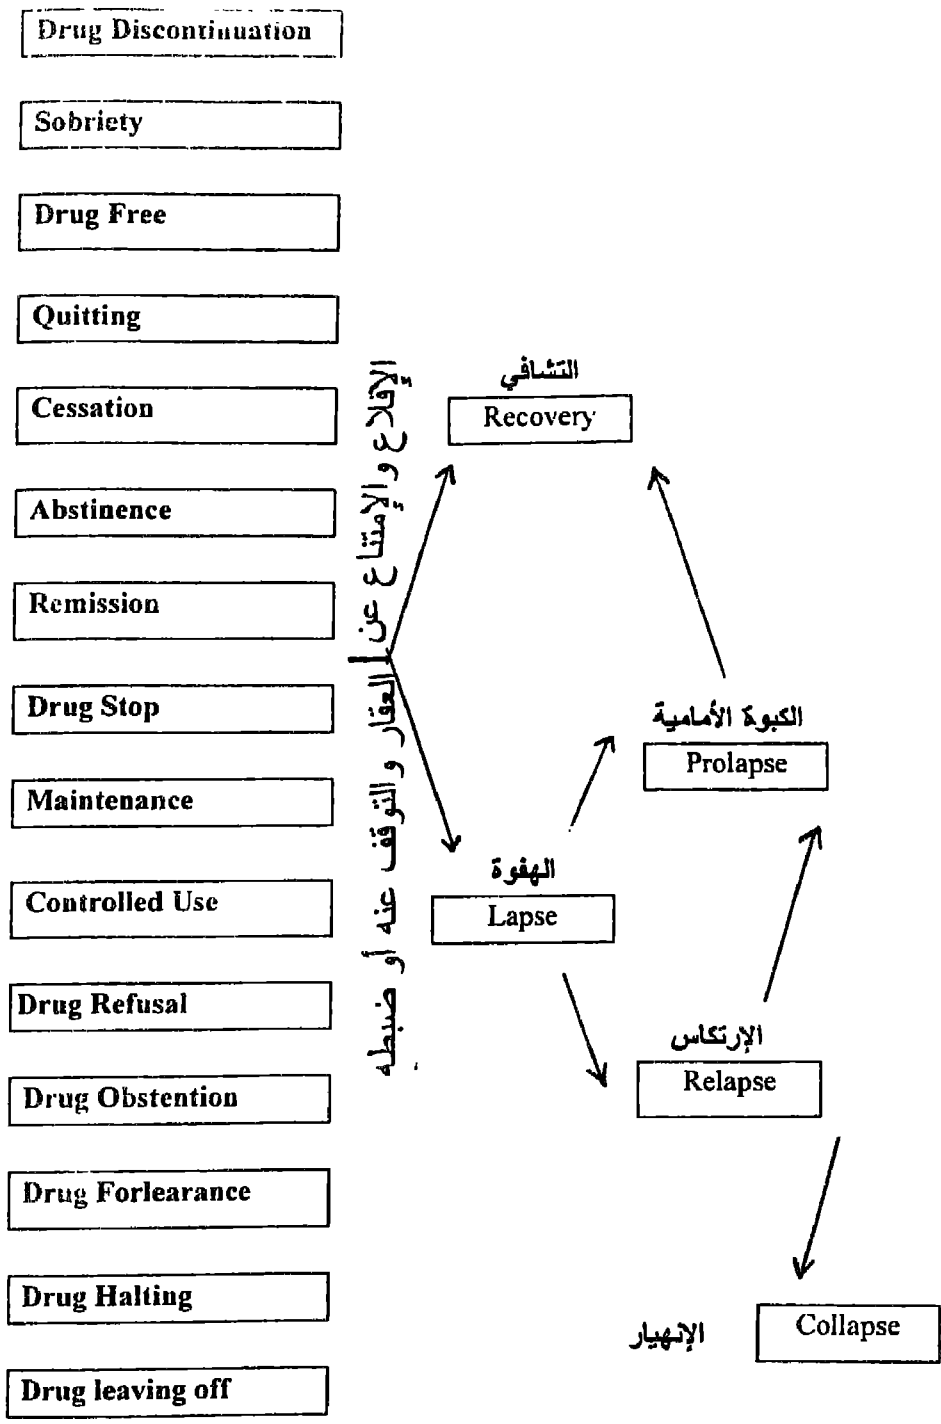 Drug Discontinuation
Sobriety
Drug Free
Quitting
Cessation
Abstinence
Remission
Drug Stop
Maintenance
Controlled Use
Drug Refusal
Drug Obstention
Drug Forlearance
Drug Halting
Drug leaving off
الإقلاع والإمتناع عن العقار والتوقف عنه أو ضبطه
التشافي
Recovery
الكبوة الأمامية
Prolapse
الهفوة
Lapse
الإرتكاس
Relapse
الإنهيار
Collapse